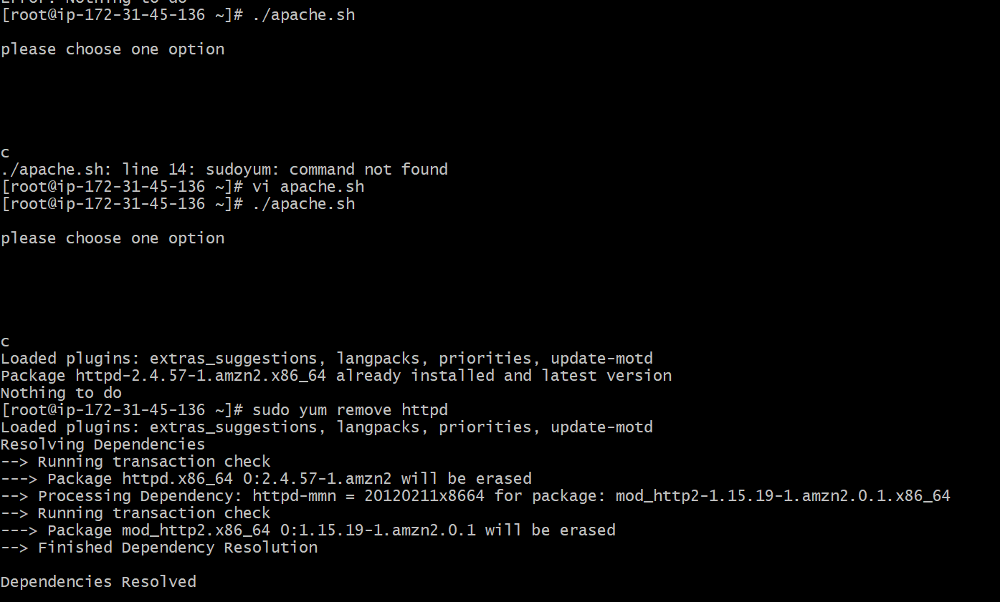 Error: Nothing to do
[root@ip-172-31-45-136 ~]# ./apache.sh
please choose one option
c
./apache.sh: line 14: sudoyum: command not found
[root@ip-172-31-45-136 ~]# vi apache.sh
[root@ip-172-31-45-136 ~]# ./apache.sh
please choose one option
c
Loaded plugins: extras_suggestions, langpacks, priorities, update-motd
Package httpd-2.4.57-1.amzn2.x86_64 already installed and latest version
Nothing to do
[root@ip-172-31-45-136 ~]# sudo yum remove httpd
Loaded plugins: extras_suggestions, langpacks, priorities, update-motd
Resolving Dependencies
--> Running transaction check
---> Package httpd.x86_64 0:2.4.57-1.amzn2 will be erased
--> Processing Dependency: httpd-mmn = 20120211x8664 for package: mod_http2-1.15.19-1.amzn2.0.1.x86_64
--> Running transaction check
---> Package mod_http2.x86_64 0:1.15.19-1.amzn2.0.1 will be erased
--> Finished Dependency Resolution
Dependencies Resolved